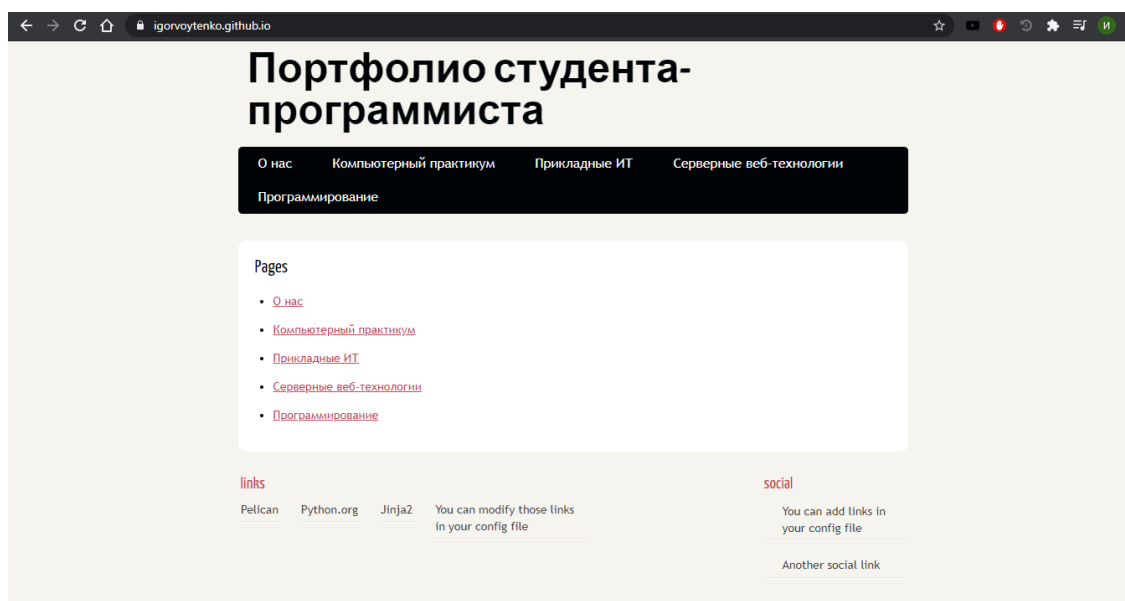 igorvoytenko.github.io
И
Портфолио студента-
программиста
О нас Компьютерный практикум Прикладные ИТ Серверные веб-технологии
Программирование
Pages
О нас
Компьютерный практикум
Прикладные ИТ
Серверные веб-технологии
Программирование
links
Pelican Python.org Jinja2 You can modify those links
in your config file
social
You can add links in
your config file
Another social link